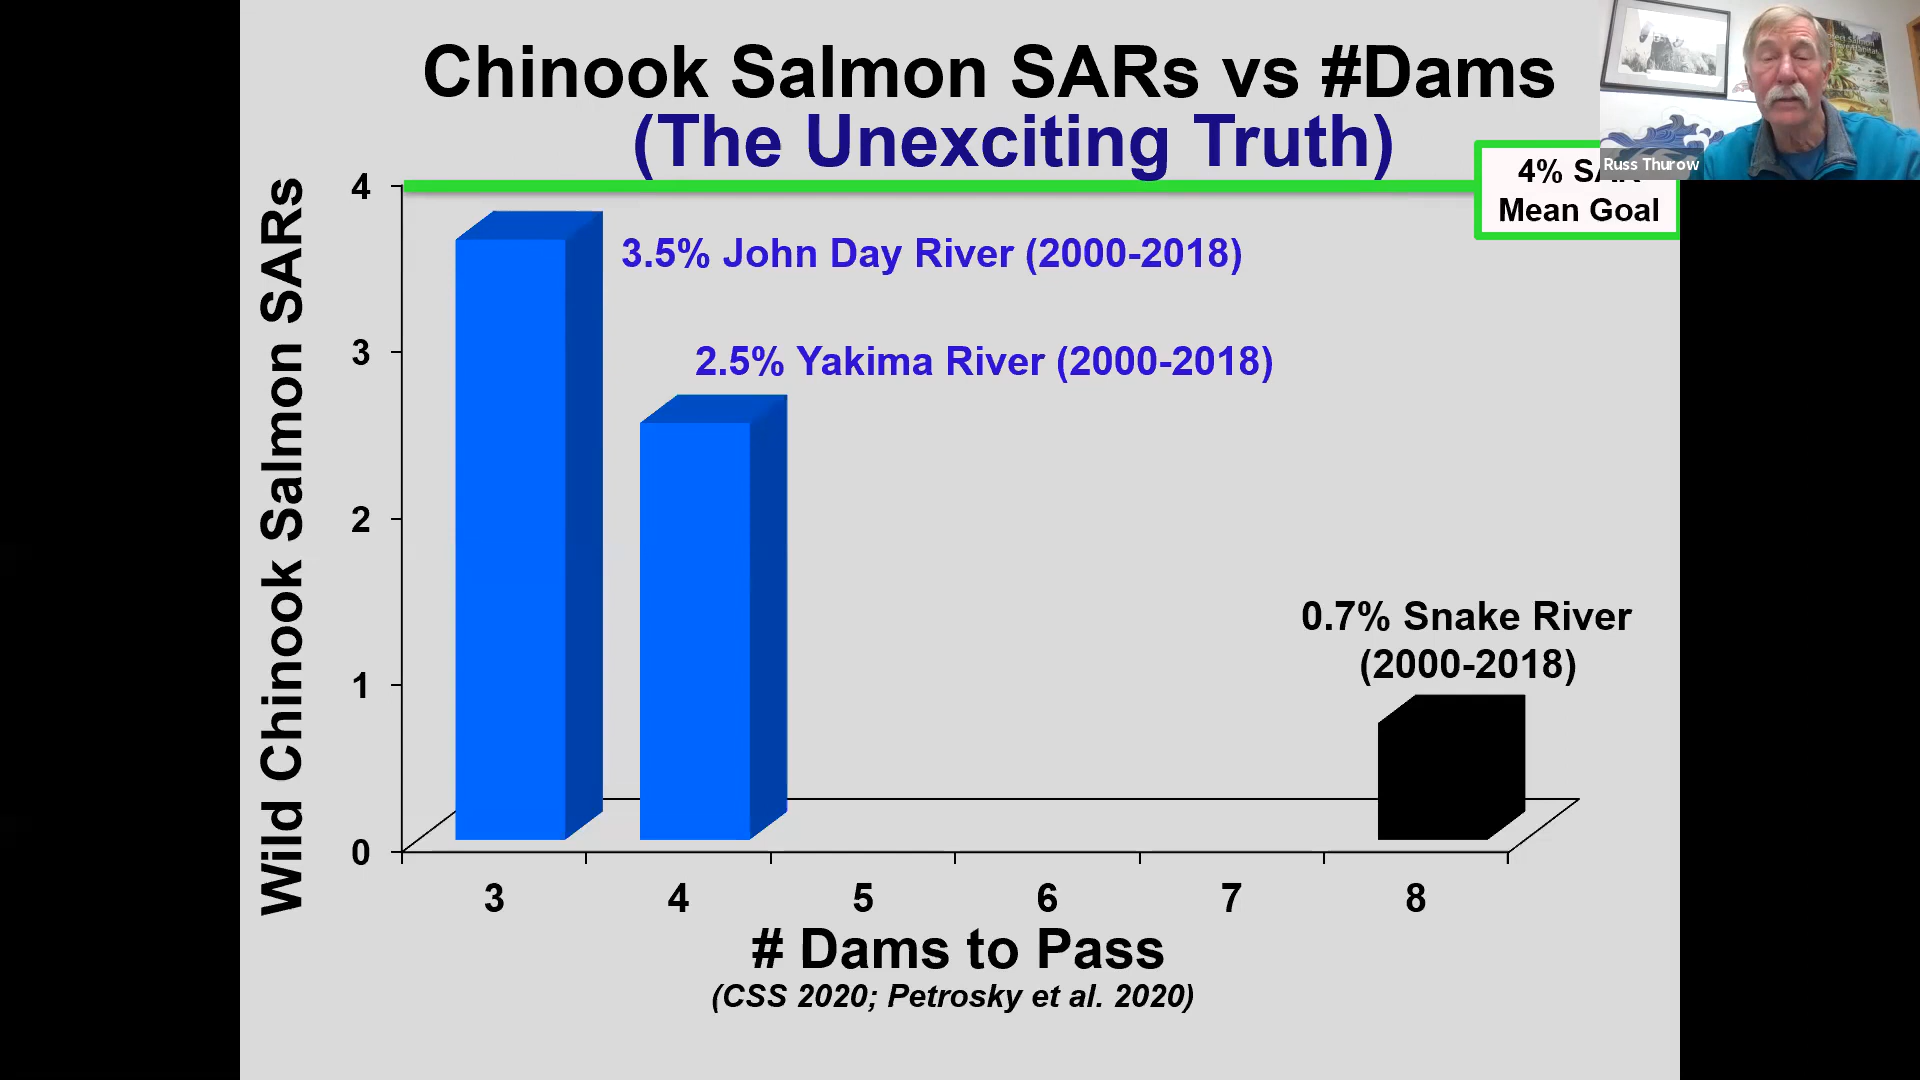 Chinook Salmon SARs vs #Dams
(The Unexciting Truth)
4% SAR
Mean Goal
Russ Thurow
Wild Chinook Salmon SARs
4
3
2
1
0
3.5% John Day River (2000-2018)
2.5% Yakima River (2000-2018)
0.7% Snake River
(2000-2018)
3 4 5 6 7 8
# Dams to Pass
(CSS 2020; Petrosky et al. 2020)